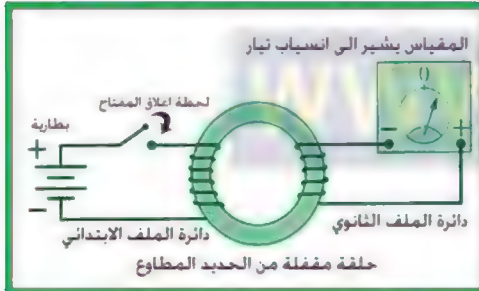 المقياس يشير الى انسياب تيار
لحظة اغلاق المفتاح
بطارية
+
−
0
− +
دائرة الملف الثانوي
دائرة الملف الابتدائي
حلقة مقفلة من الحديد المطاوع